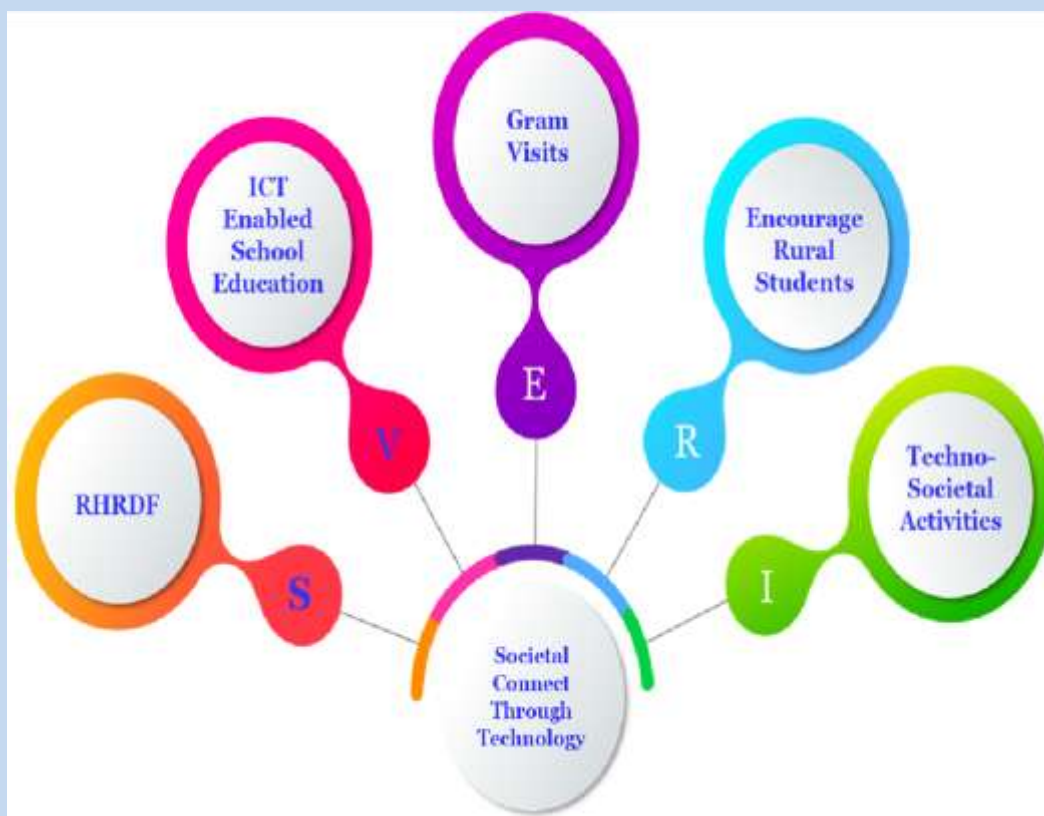 Gram
Visits
ICT
Enabled
School
Education
Encourage
Rural
Students
RHRDF
Techno-
Societal
Activities
S
V
E
R
I
Societal
Connect
Through
Technology